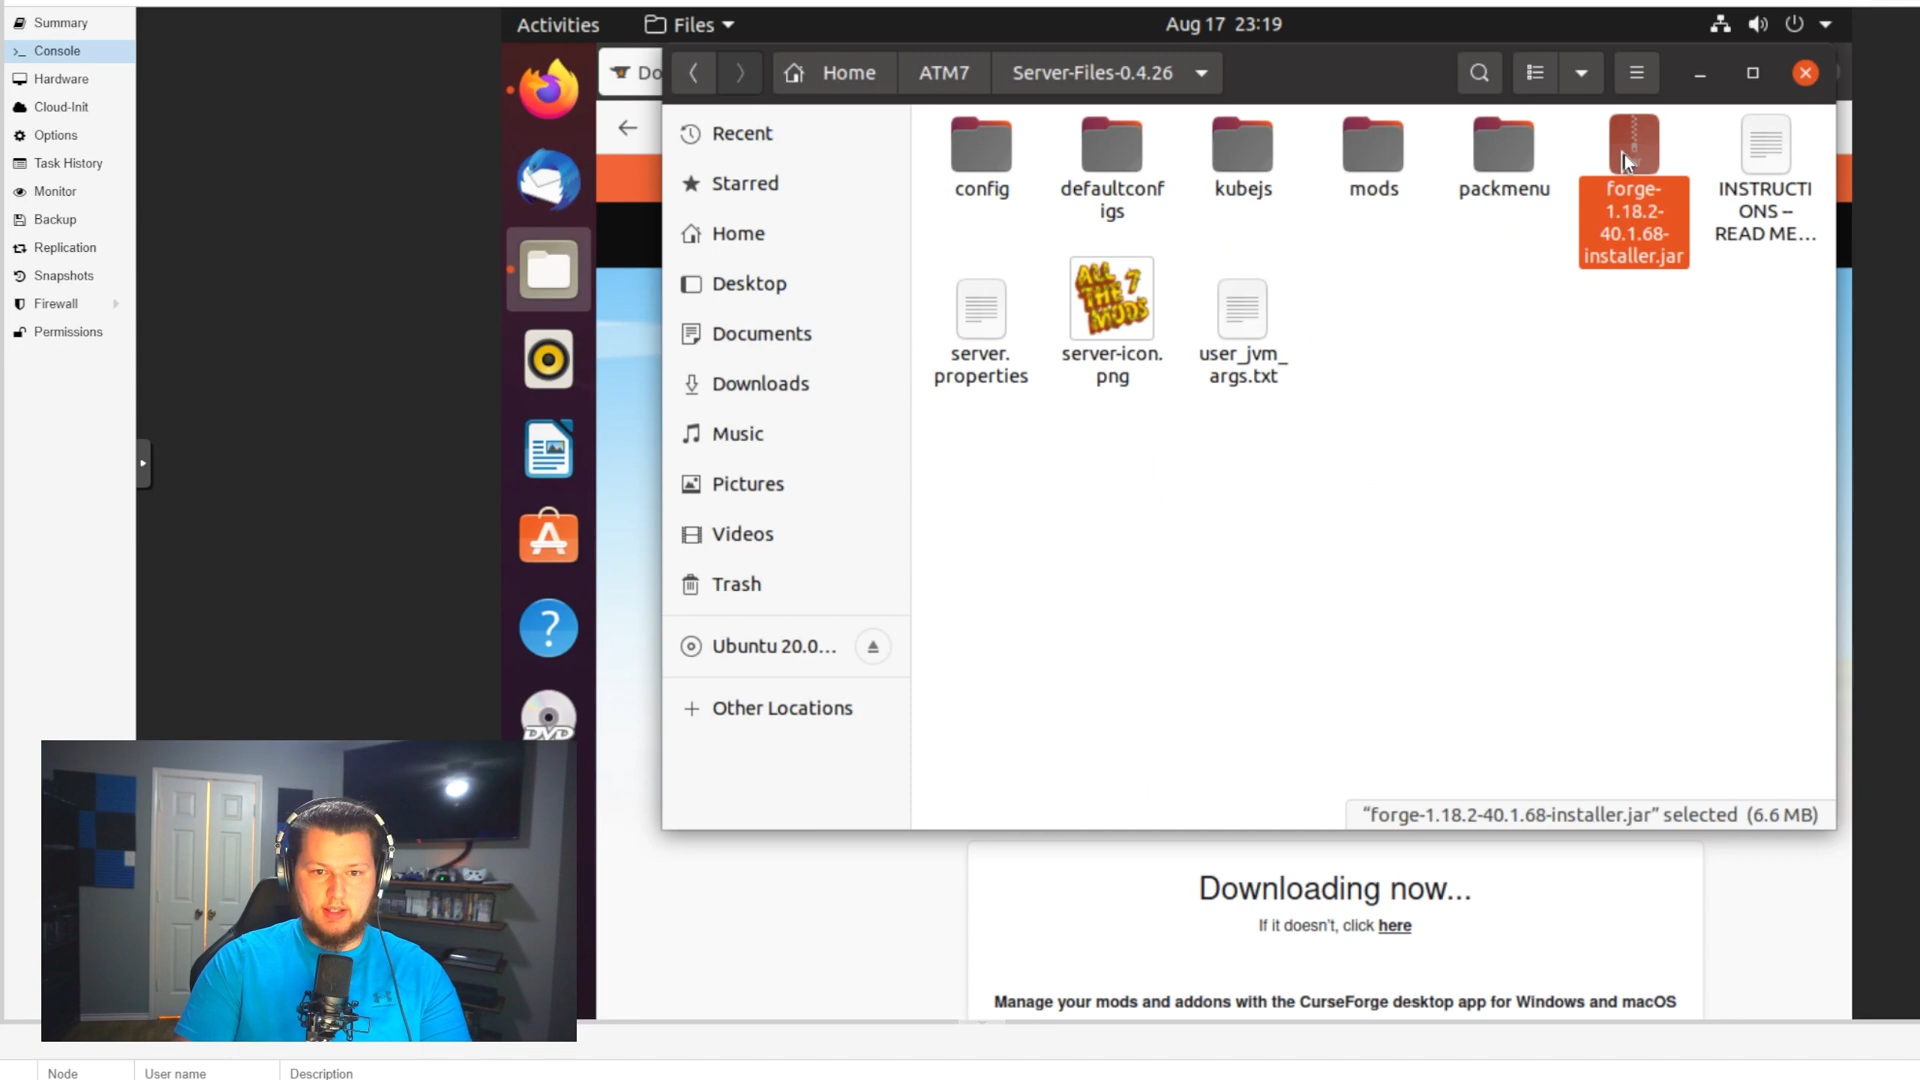 Summary
Console
Hardware
Cloud-Init
Options
Task History
Monitor
Backup
Replication
Snapshots
Firewall
Permissions
Activities
Files
Aug 17 23:19
Do
Home
ATM7
Server-Files-0.4.26
Recent
Starred
Home
Desktop
Documents
Downloads
Music
Pictures
Videos
Trash
Ubuntu 20.0...
Other Locations
config
defaultconf
igs
kubejs
mods
packmenu
forge-
1.18.2-
40.1.68-
installer.jar
INSTRUCTI
ONS –
READ ME...
server.
properties
ALL
THE 7
MODS
server-icon.
png
user_jvm_
args.txt
“forge-1.18.2-40.1.68-installer.jar” selected (6.6 MB)
DVD
Downloading now...
If it doesn't, click here
Manage your mods and addons with the CurseForge desktop app for Windows and macOS
Node
User name
Description